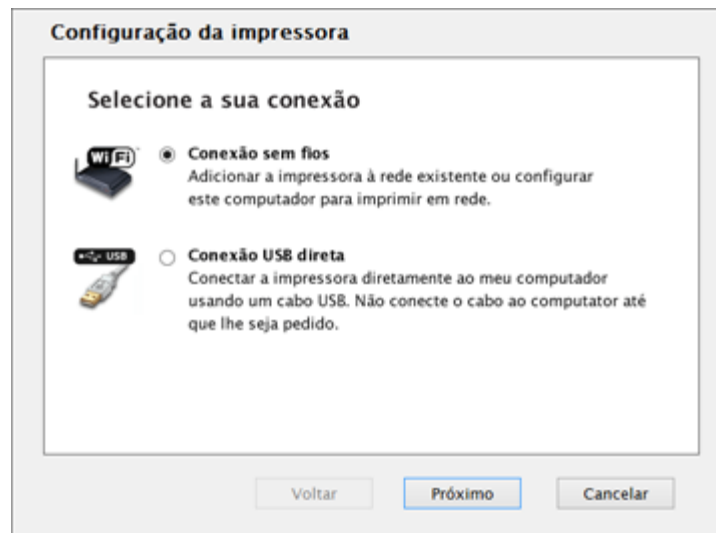 Configuração da impressora
Selecione a sua conexão
WiFi
Conexão sem fios
Adicionar a impressora à rede existente ou configurar
este computador para imprimir em rede.
USB
Conexão USB direta
Conectar a impressora diretamente ao meu computador
usando um cabo USB. Não conecte o cabo ao computator até
que lhe seja pedido.
Voltar
Próximo
Cancelar